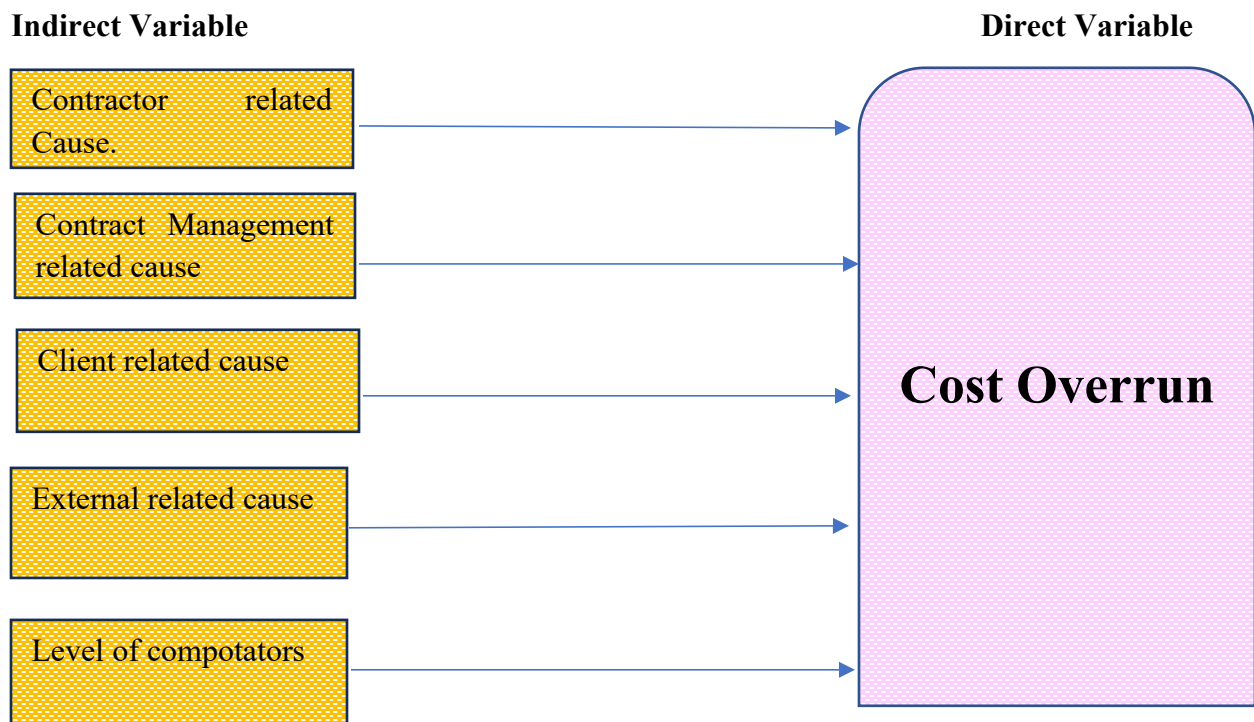 Indirect Variable
Direct Variable
Contractor related
Cause.
Contract Management
related cause
Client related cause
External related cause
Level of compotators
Cost Overrun